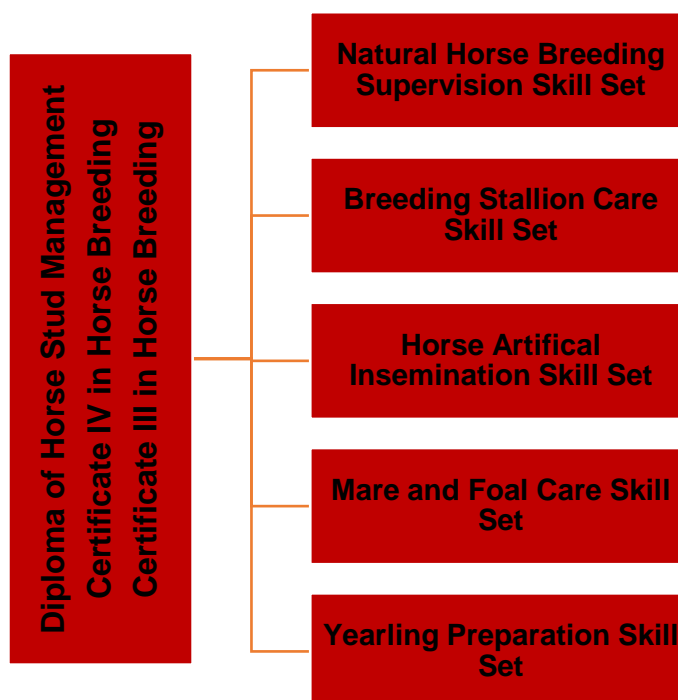 Diploma of Horse Stud Management
Certificate IV in Horse Breeding
Certificate III in Horse Breeding
Natural Horse Breeding
Supervision Skill Set
Breeding Stallion Care
Skill Set
Horse Artifical
Insemination Skill Set
Mare and Foal Care Skill
Set
Yearling Preparation Skill
Set